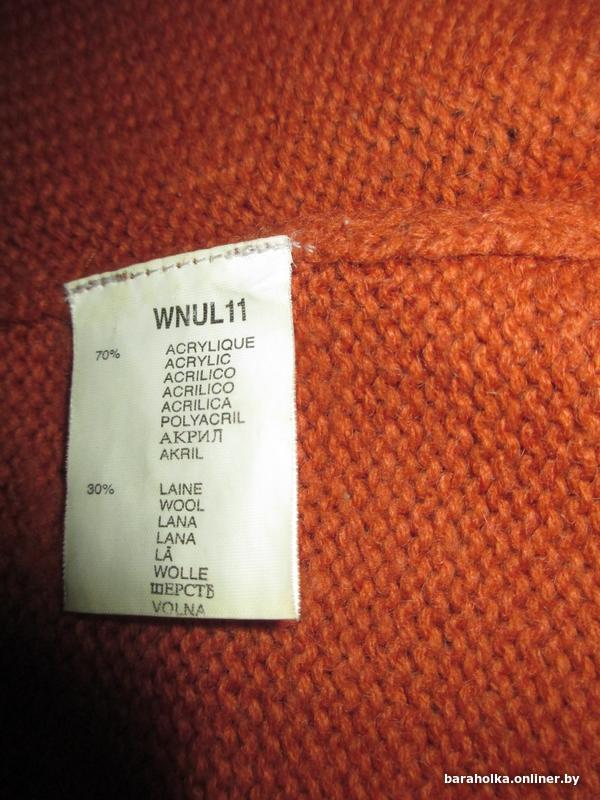 WNUL11
70% ACRYLIQUE
ACRYLIC
ACRILICO
ACRILICO
ACRILICA
POLYACRIL
АКРИЛ
AKRIL
30% LAINE
WOOL
LANA
LANA
LÃ
WOLLE
ШЕРСТЬ
VOLNA
baraholka.onliner.by